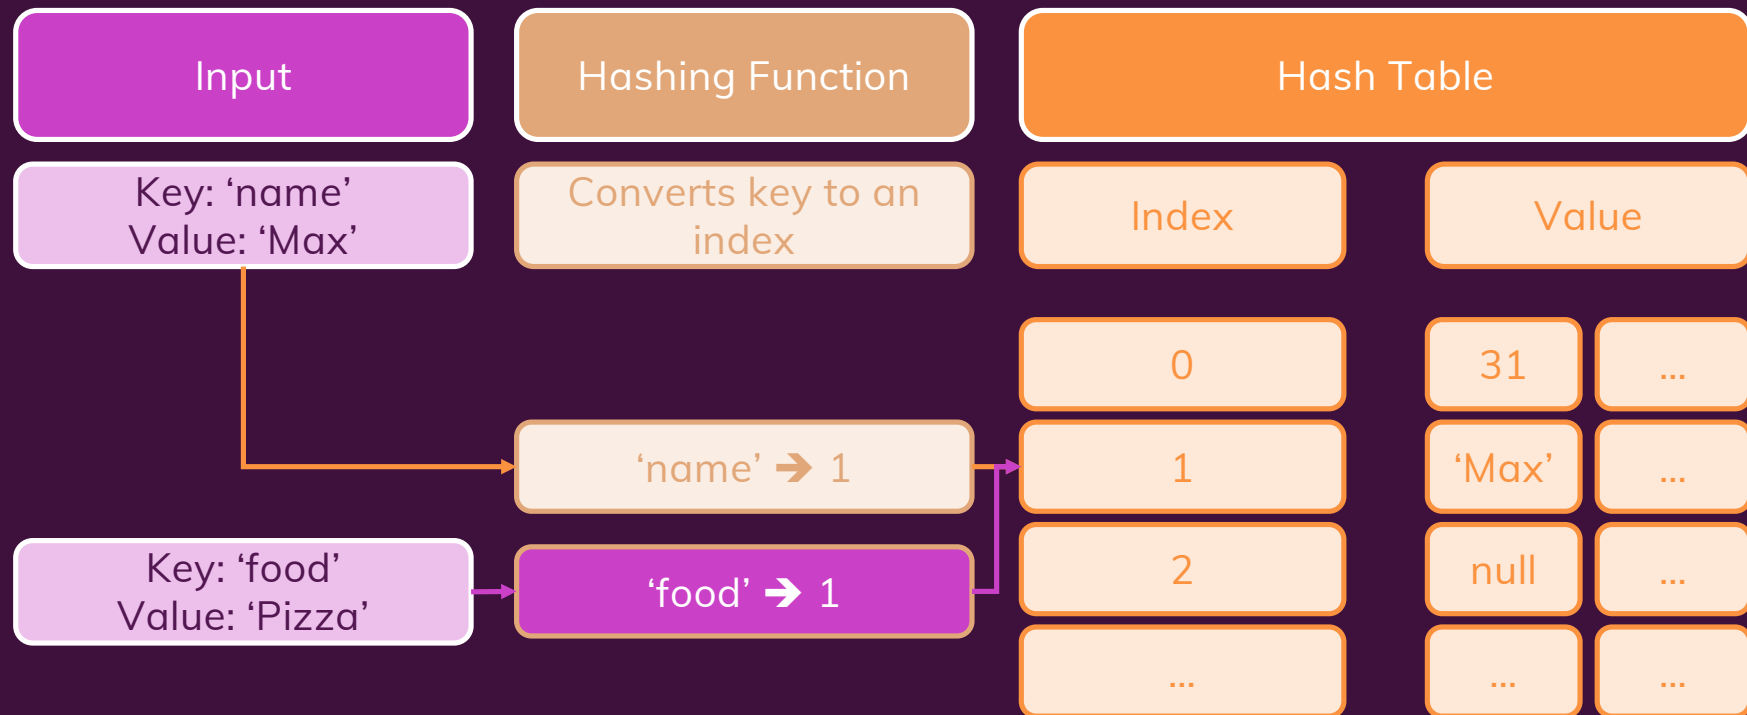 Input
Hashing Function
Hash Table
Key: ‘name’
Value: ‘Max’
Converts key to an
index
Index
Value
0
31
...
‘name’ ➔ 1
1
‘Max’
...
Key: ‘food’
Value: ‘Pizza’
‘food’ ➔ 1
2
null
...
...
...
...